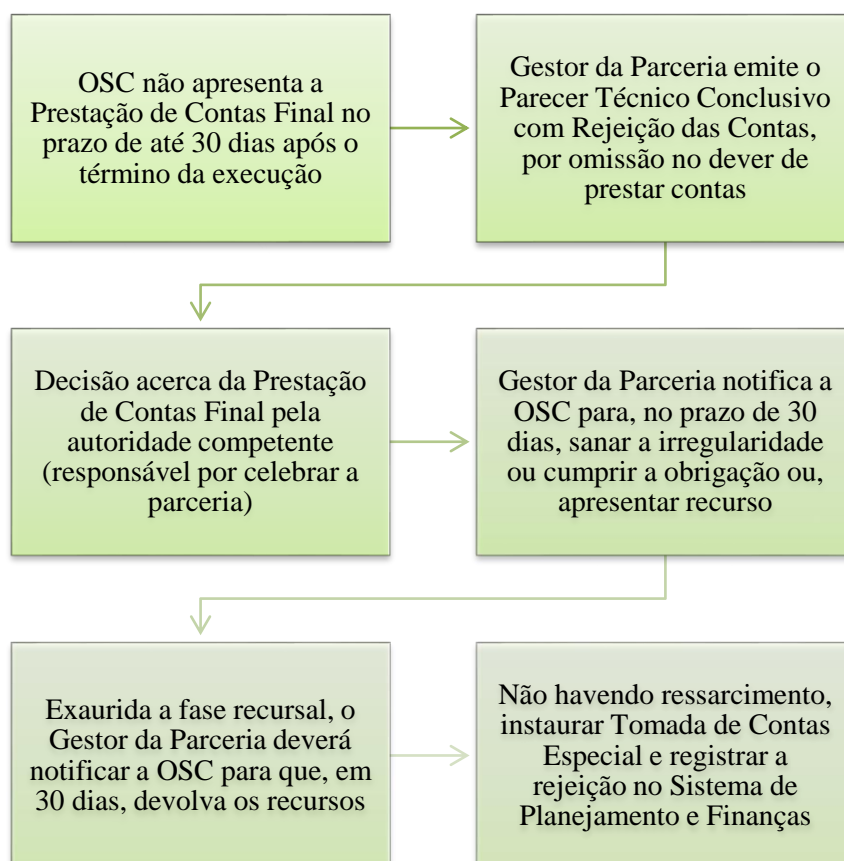 OSC não apresenta a
Prestação de Contas Final no
prazo de até 30 dias após o
término da execução
Gestor da Parceria emite o
Parecer Técnico Conclusivo
com Rejeição das Contas,
por omissão no dever de
prestar contas
Decisão acerca da Prestação
de Contas Final pela
autoridade competente
(responsável por celebrar a
parceria)
Gestor da Parceria notifica a
OSC para, no prazo de 30
dias, sanar a irregularidade
ou cumprir a obrigação ou,
apresentar recurso
Exaurida a fase recursal, o
Gestor da Parceria deverá
notificar a OSC para que, em
30 dias, devolva os recursos
Não havendo ressarcimento,
instaurar Tomada de Contas
Especial e registrar a
rejeição no Sistema de
Planejamento e Finanças